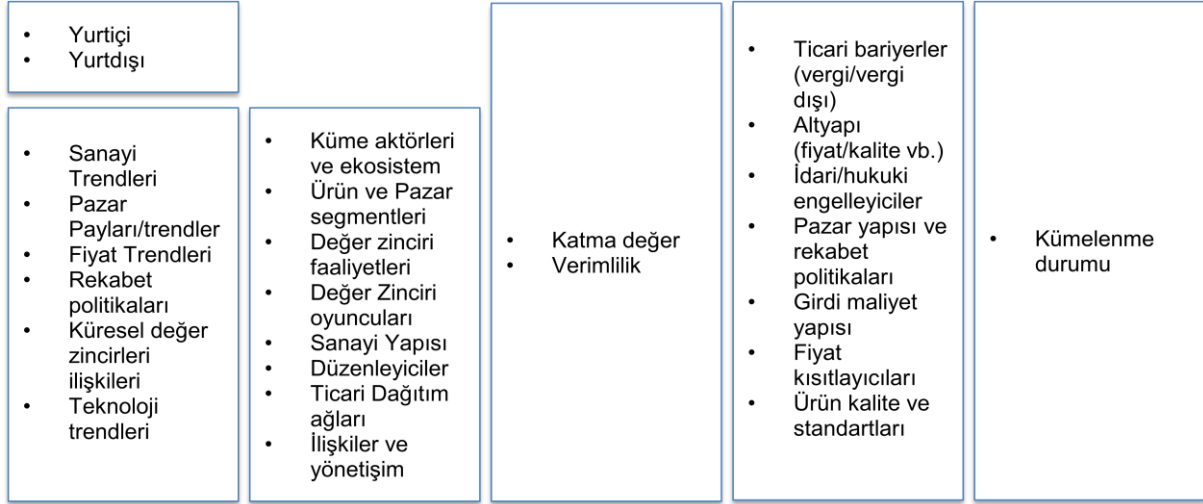 • Yurtiçi
• Yurtdışı
• Sanayi
Trendleri
• Pazar
Payları/trendler
• Fiyat Trendleri
• Rekabet
politikaları
• Küresel değer
zincirleri
ilişkileri
• Teknoloji
trendleri
• Küme aktörleri
ve ekosistem
• Ürün ve Pazar
segmentleri
• Değer zinciri
faaliyetleri
• Değer Zinciri
oyuncuları
• Sanayi Yapısı
• Düzenleyiciler
• Ticari Dağıtım
ağları
• İlişkiler ve
yönetişim
• Katma değer
• Verimlilik
• Ticari bariyerler
(vergi/vergi
dışı)
• Altyapı
(fiyat/kalite vb.)
• İdari/hukuki
engelleyiciler
• Pazar yapısı ve
rekabet
politikaları
• Girdi maliyet
yapısı
• Fiyat
kısıtlayıcıları
• Ürün kalite ve
standartları
• Kümelenme
durumu